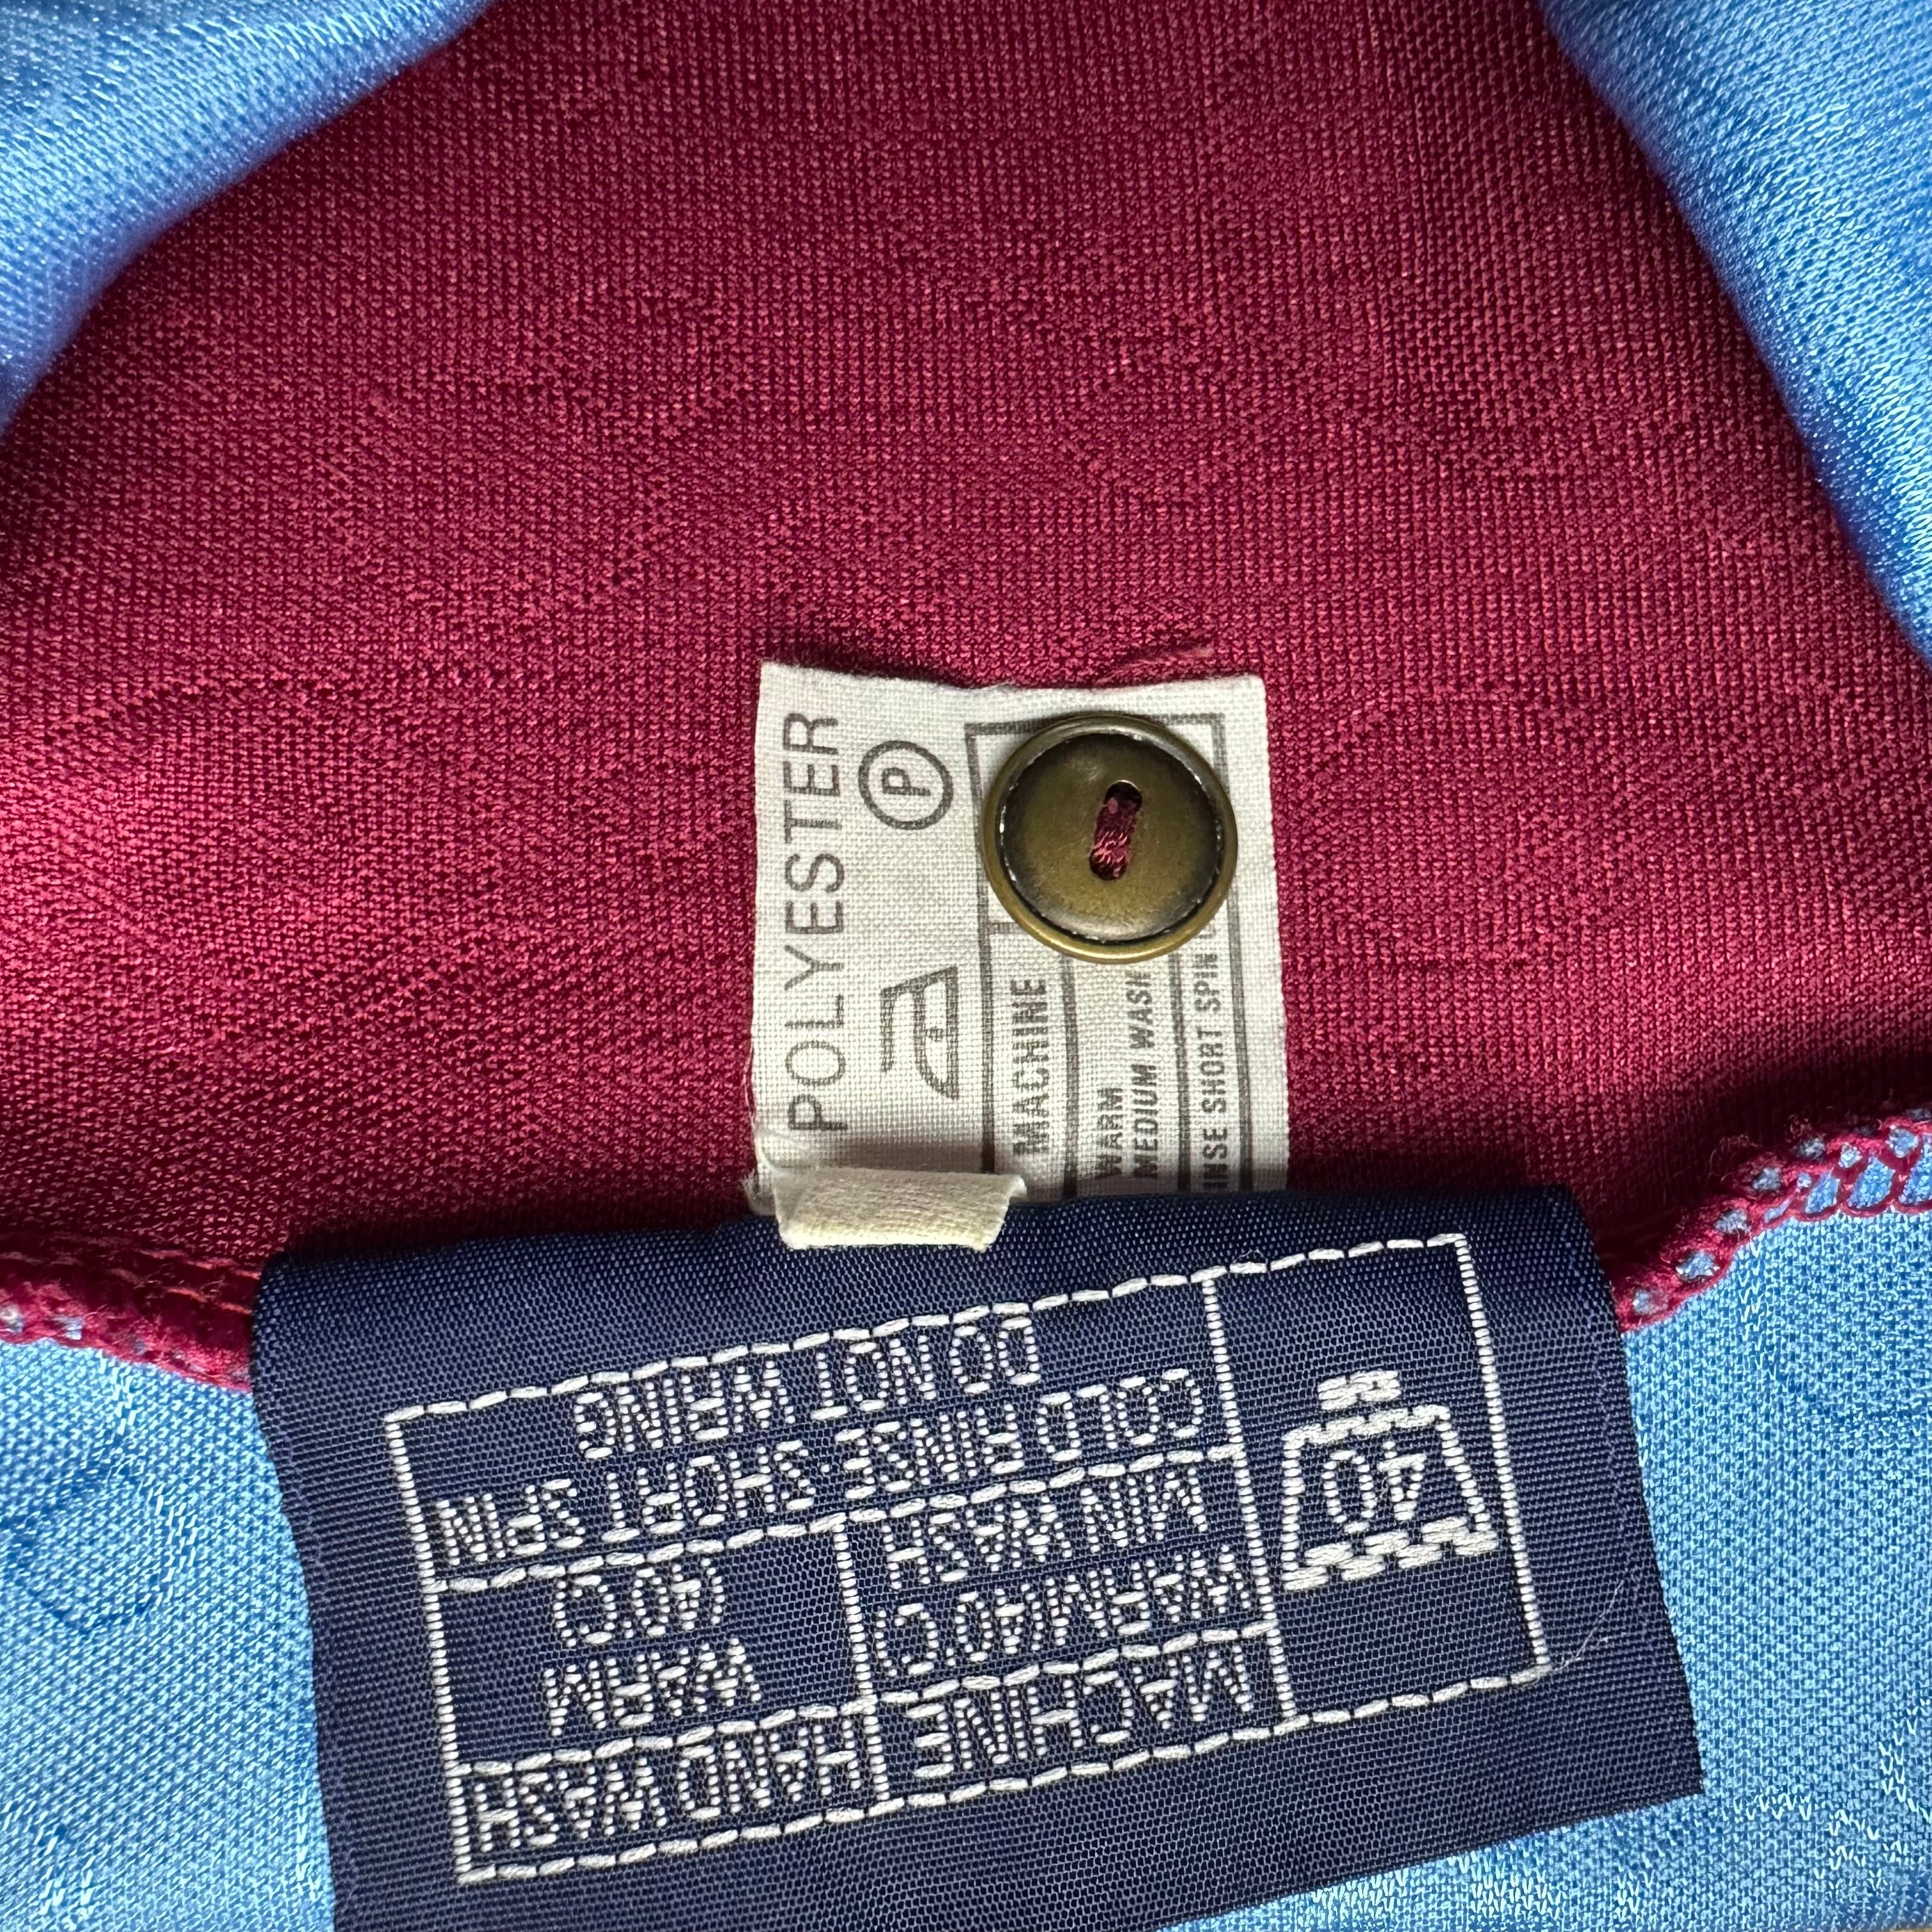 POLYESTER
P
MACHINE
WARM
MEDIUM WASH
SHORT SPIN
40
MACHINE HAND WASH
WARM(40.C) WARM
MIN WASH (40.C)
COLD RINSE.SHORT SPIN
DO NOT WRING